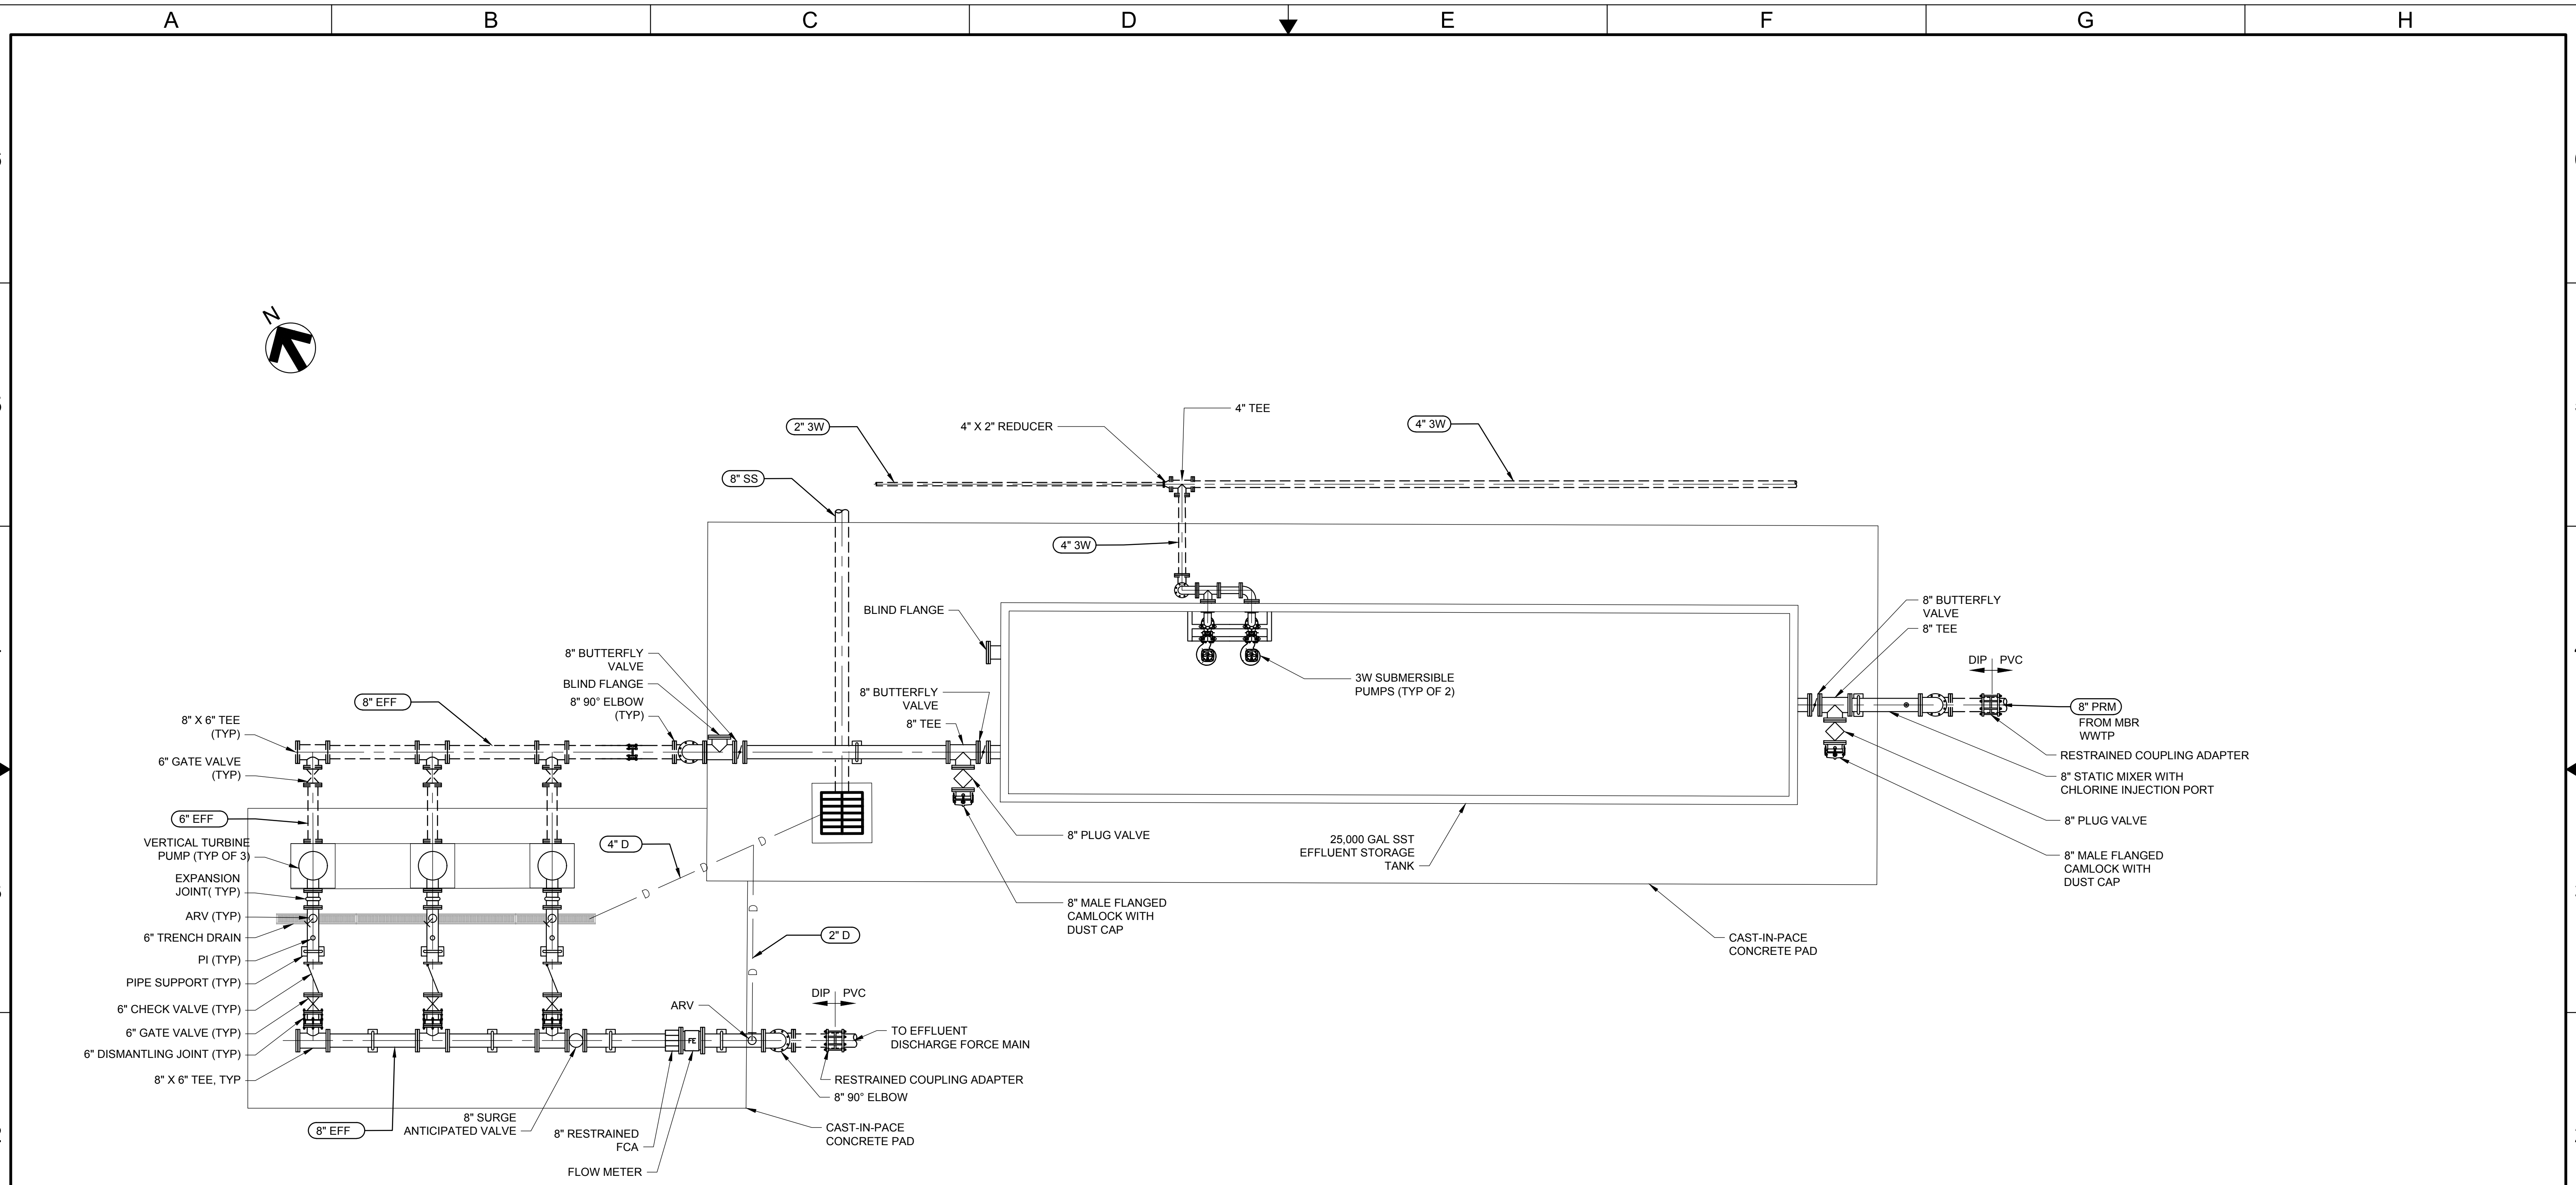 A
B
C
D
E
F
G
H
N
4" TEE
4" X 2" REDUCER
2" 3W
4" 3W
8" SS
4" 3W
BLIND FLANGE
8" BUTTERFLY
VALVE
8" TEE
DIP
PVC
8" PRM
FROM MBR
WWTP
RESTRAINED COUPLING ADAPTER
8" STATIC MIXER WITH
CHLORINE INJECTION PORT
8" PLUG VALVE
8" MALE FLANGED
CAMLOCK WITH
DUST CAP
3W SUBMERSIBLE
PUMPS (TYP OF 2)
8" BUTTERFLY
VALVE
BLIND FLANGE
8" 90° ELBOW
(TYP)
8" BUTTERFLY
VALVE
8" TEE
8" EFF
8" X 6" TEE
(TYP)
6" GATE VALVE
(TYP)
6" EFF
VERTICAL TURBINE
PUMP (TYP OF 3)
EXPANSION
JOINT( TYP)
ARV (TYP)
6" TRENCH DRAIN
PI (TYP)
PIPE SUPPORT (TYP)
6" CHECK VALVE (TYP)
6" GATE VALVE (TYP)
6" DISMANTLING JOINT (TYP)
8" X 6" TEE, TYP
4" D
D
D
D
D
D
2" D
8" PLUG VALVE
25,000 GAL SST
EFFLUENT STORAGE
TANK
8" MALE FLANGED
CAMLOCK WITH
DUST CAP
CAST-IN-PACE
CONCRETE PAD
ARV
DIP
PVC
FE
TO EFFLUENT
DISCHARGE FORCE MAIN
RESTRAINED COUPLING ADAPTER
8" 90° ELBOW
8" EFF
8" SURGE
ANTICIPATED VALVE
8" RESTRAINED
FCA
FLOW METER
CAST-IN-PACE
CONCRETE PAD